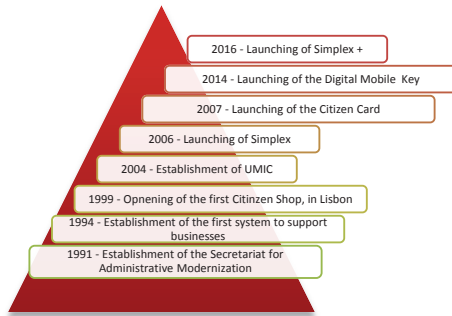 2016 - Launching of Simplex +
2014 - Launching of the Digital Mobile Key
2007 - Launching of the Citizen Card
2006 - Launching of Simplex
2004 - Establishment of UMIC
1999 - Opnening of the first Citinzen Shop, in Lisbon
1994 - Establishment of the first system to support
businesses
1991 - Establishment of the Secretariat for
Administrative Modernization